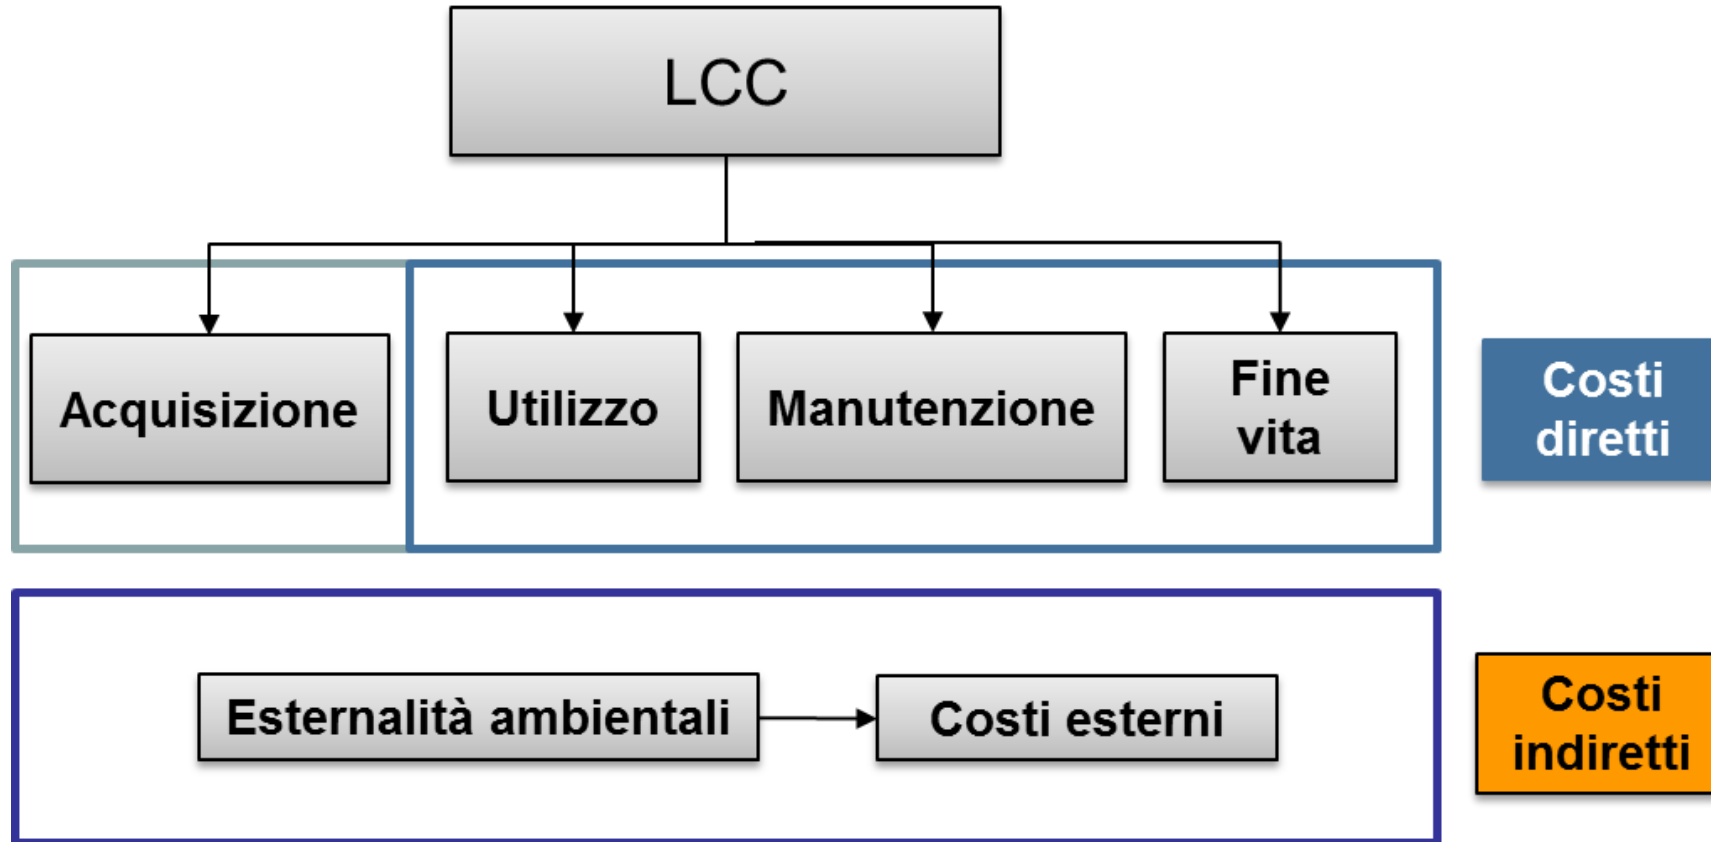 LCC
Acquisizione
Utilizzo
Manutenzione
Fine
vita
Costi
diretti
Esternalità ambientali
Costi esterni
Costi
indiretti